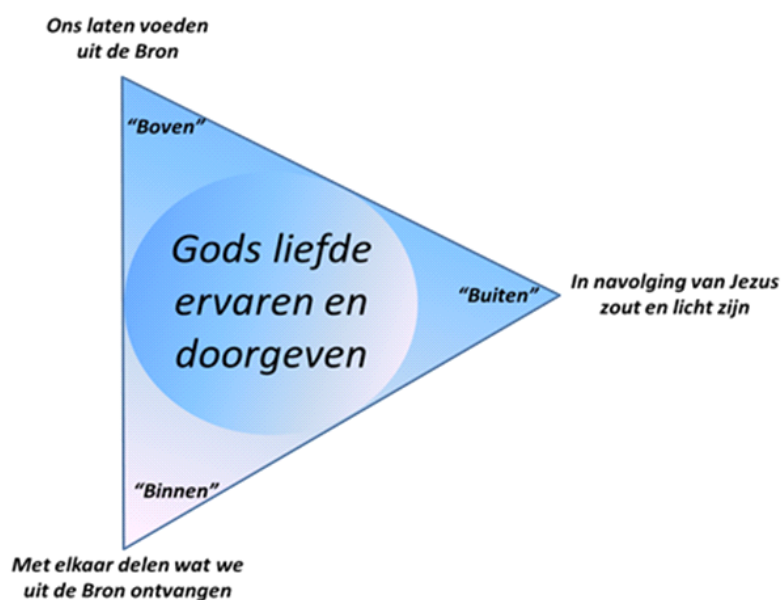 Ons laten voeden
uit de Bron
“Boven”
Gods liefde
ervaren en
doorgeven
“Buiten”
In navolging van Jezus
zout en licht zijn
“Binnen”
Met elkaar delen wat we
uit de Bron ontvangen